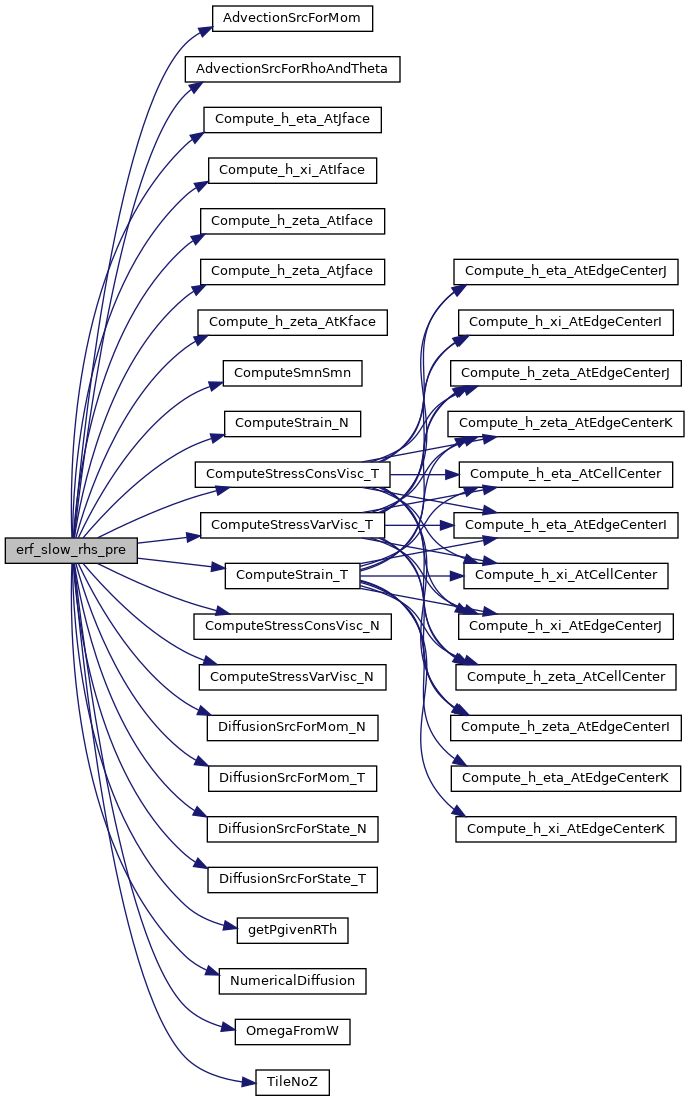 erf_slow_rhs_pre
AdvectionSrcForMom
AdvectionSrcForRhoAndTheta
Compute_h_eta_AtJface
Compute_h_xi_AtIface
Compute_h_zeta_AtIface
Compute_h_zeta_AtJface
Compute_h_zeta_AtKface
ComputeSmnSmn
ComputeStrain_N
ComputeStressConsVisc_T
ComputeStressVarVisc_T
ComputeStrain_T
ComputeStressConsVisc_N
ComputeStressVarVisc_N
DiffusionSrcForMom_N
DiffusionSrcForMom_T
DiffusionSrcForState_N
DiffusionSrcForState_T
getPgivenRTh
NumericalDiffusion
OmegaFromW
TileNoZ
Compute_h_eta_AtEdgeCenterJ
Compute_h_xi_AtEdgeCenterI
Compute_h_zeta_AtEdgeCenterJ
Compute_h_zeta_AtEdgeCenterK
Compute_h_eta_AtCellCenter
Compute_h_eta_AtEdgeCenterI
Compute_h_xi_AtCellCenter
Compute_h_xi_AtEdgeCenterJ
Compute_h_zeta_AtCellCenter
Compute_h_zeta_AtEdgeCenterI
Compute_h_eta_AtEdgeCenterK
Compute_h_xi_AtEdgeCenterK